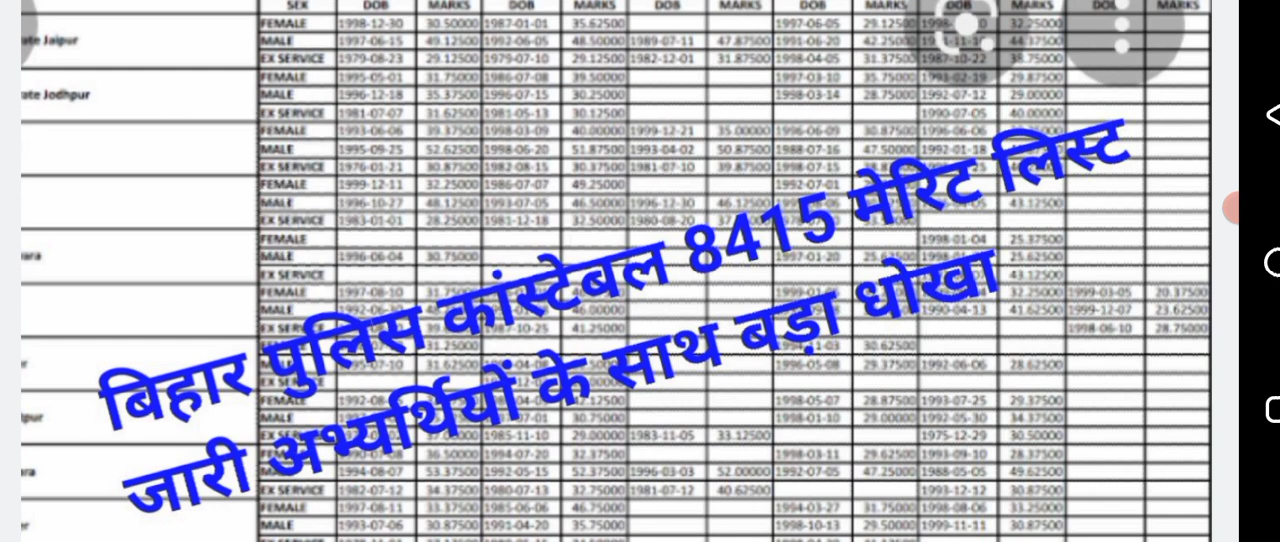 SEX DOB MARKS DOB MARKS DOB MARKS DOB MARKS DOB MARKS DOB MARKS
FEMALE 1998-12-30 30.50000 1987-01-01 35.62500 1997-06-05 29.12500 32.25000
ate Jaipur MALE 1997-06-15 49.12500 1992-06-05 48.50000 1989-07-11 47.87500 1991-06-20 42.25000 44.37500
EX SERVICE 1979-08-23 29.12500 1979-07-10 29.12500 1982-12-01 31.87500 1998-04-05 31.37500 1987-10-22 38.75000
FEMALE 1995-05-01 31.75000 1986-07-08 39.50000 1997-03-10 35.75000 1993-02-19 29.87500
ate Jodhpur MALE 1996-12-18 35.37500 1996-07-15 30.25000 1998-03-14 28.75000 1992-07-12 29.00000
EX SERVICE 1981-07-07 31.62500 1981-05-13 30.12500 1990-07-05 40.00000
FEMALE 1993-06-06 39.37500 1998-03-09 40.00000 1999-12-21 35.00000 1996-06-09 30.87500 1996-06-06
MALE 1995-09-25 52.62500 1998-06-20 51.87500 1993-04-02 50.87500 1988-07-16 47.50000 1992-01-18
EX SERVICE 1976-01-21 30.87500 1982-08-15 30.37500 1981-07-10 39.87500 1998-07-15
FEMALE 1999-12-11 32.25000 1986-07-07 49.25000 1992-07-01
MALE 1996-10-27 48.12500 1993-07-05 46.50000 1996-12-30 46.12500 43.12500
EX SERVICE 1983-01-01 28.25000 1981-12-18 32.50000 1980-08-20
FEMALE 1998-01-04 25.37500
ara MALE 1996-06-04 30.75000 1997-01-20 25.62500
EX SERVICE 43.12500
FEMALE 1997-08-10 32.25000 1999-03-05 20.37500
MALE 46.00000 1990-04-13 41.62500 1999-12-07 23.62500
41.25000 1998-06-10 28.75000
31.25000 30.62500
31.62500 1996-05-08 29.37500 1992-06-06 28.62500
FEMALE 1998-05-07 28.87500 1993-07-25 29.37500
pur MALE 30.75000 1998-01-10 29.00000 1992-05-30 34.37500
1985-11-10 29.00000 1983-11-05 33.12500 1975-12-29 30.50000
36.50000 1994-07-20 32.37500 1998-03-11 29.62500 1993-09-10 28.37500
ara 1994-08-07 53.37500 1992-05-15 52.37500 1996-03-03 52.00000 1992-07-05 47.25000 1988-05-05 49.62500
EX SERVICE 1982-07-12 34.37500 1980-07-13 32.75000 1981-07-12 40.62500 1993-12-12 30.87500
FEMALE 1997-08-11 33.37500 1985-06-06 46.75000 1994-03-27 31.75000 1998-08-06 33.25000
MALE 1993-07-06 30.87500 1991-04-20 35.75000 1998-10-13 29.50000 1999-11-11 30.87500
बिहार पुलिस कांस्टेबल 8415 मेरिट लिस्ट
जारी अभ्यर्थियों के साथ बड़ा धोखा